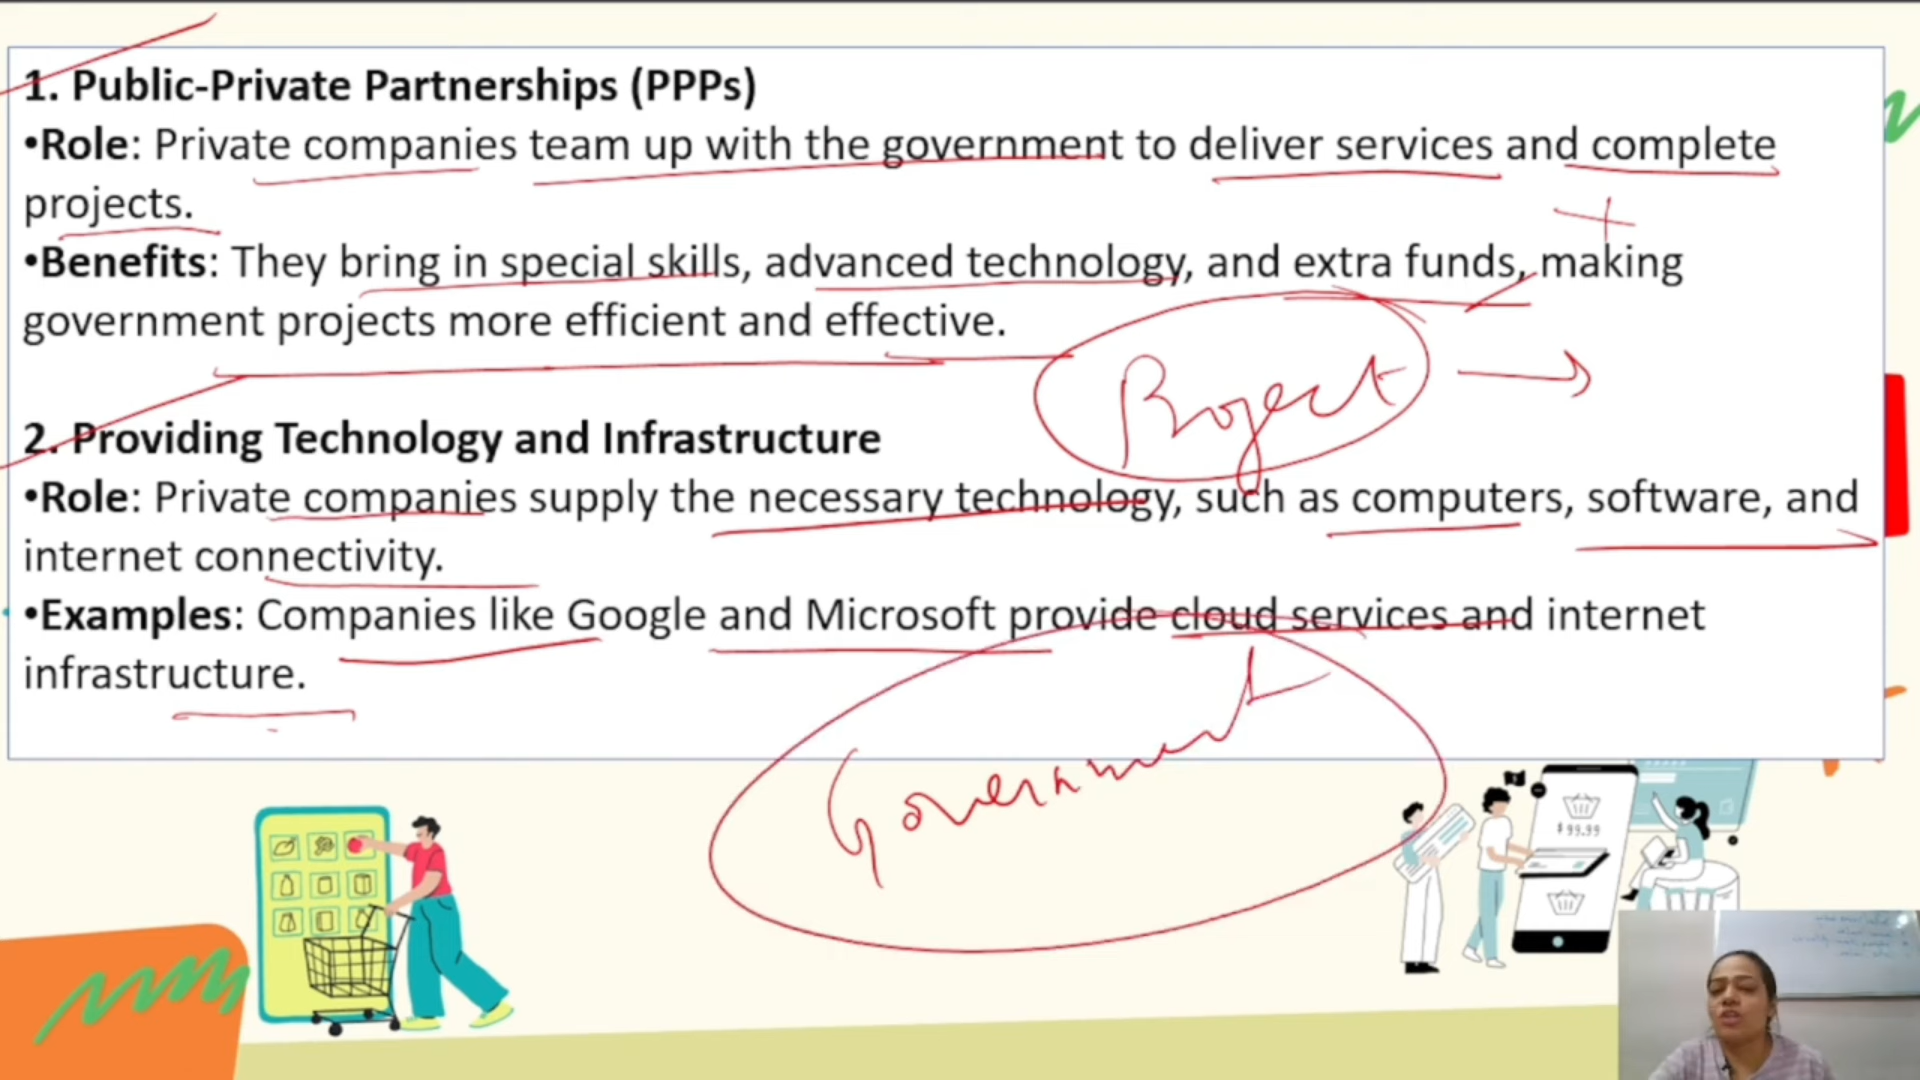 1. Public-Private Partnerships (PPPs)
•Role: Private companies team up with the government to deliver services and complete
projects.
•Benefits: They bring in special skills, advanced technology, and extra funds, making
government projects more efficient and effective.
Project
2. Providing Technology and Infrastructure
•Role: Private companies supply the necessary technology, such as computers, software, and
internet connectivity.
•Examples: Companies like Google and Microsoft provide cloud services and internet
infrastructure.
Government
$99.99